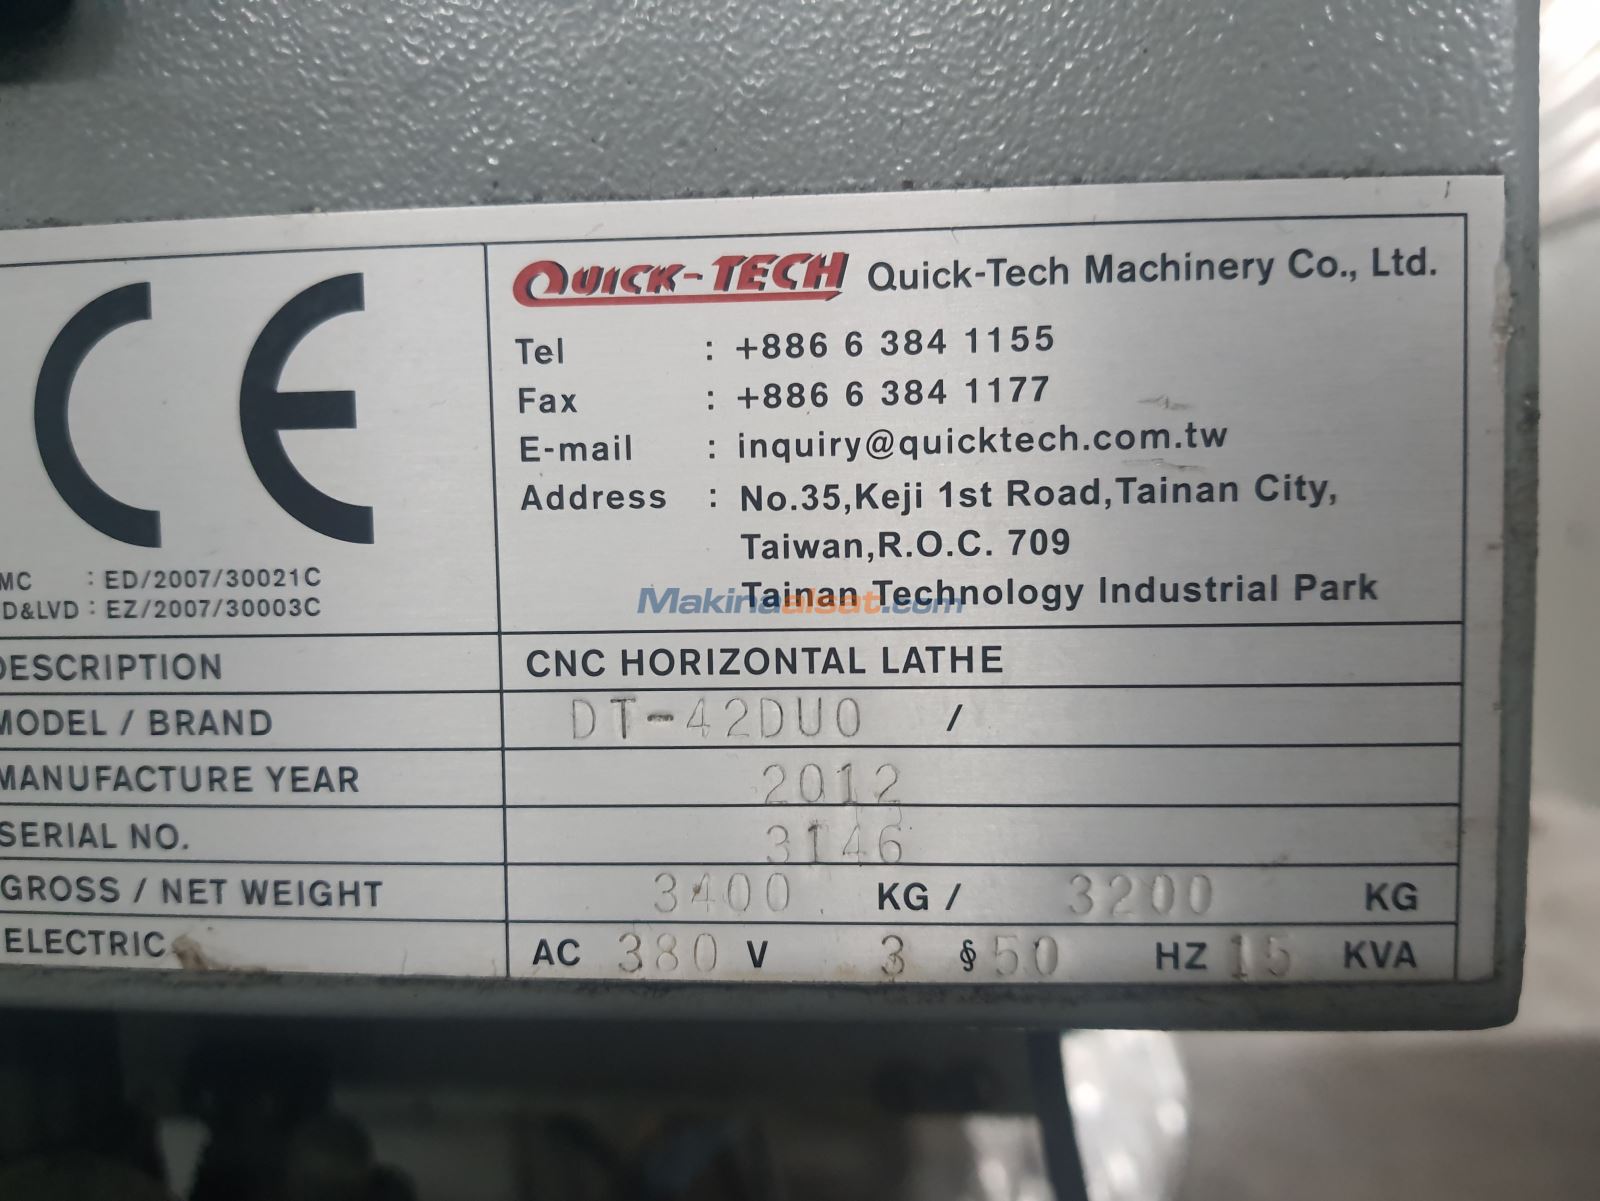 CE
MC : ED/2007/30021C
D&LVD : EZ/2007/30003C
QUICK-TECH Quick-Tech Machinery Co., Ltd.
Tel : +886 6 384 1155
Fax : +886 6 384 1177
E-mail : inquiry@quicktech.com.tw
Address : No.35,Keji 1st Road,Tainan City,
Taiwan,R.O.C. 709
Tainan Technology Industrial Park
Makinaalsat.com
DESCRIPTION CNC HORIZONTAL LATHE
MODEL / BRAND DT-42DUO /
MANUFACTURE YEAR 2012
SERIAL NO. 3146
GROSS / NET WEIGHT 3400 KG / 3200 KG
ELECTRIC AC 380 V 3 § 50 HZ 15 KVA